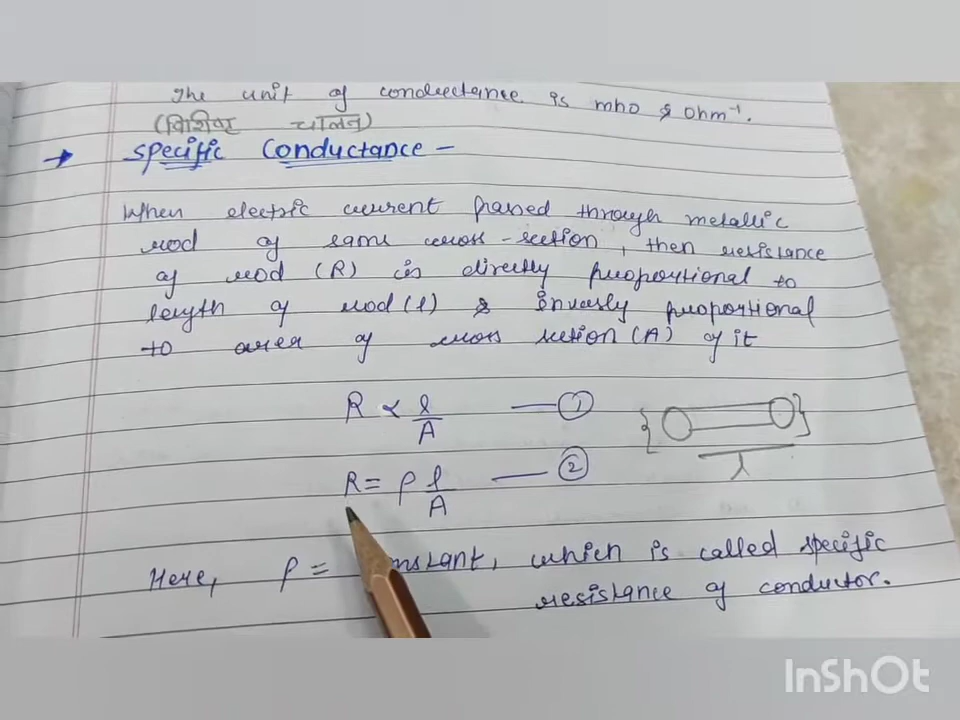 The unit of conductance is mho & ohm⁻¹.
(विशिष्ट चालन)
→ Specific Conductance -
When electric current passed through metallic
rod of same cross-section, then resistance
of rod (R) is directly proportional to
length of rod (l) & Inversly proportional
to area of cross section (A) of it
R ∝ l/A —— ①
R = ρ l/A —— ②
Here, ρ = nstant, which is called specific
resistance of conductor.
InShOt